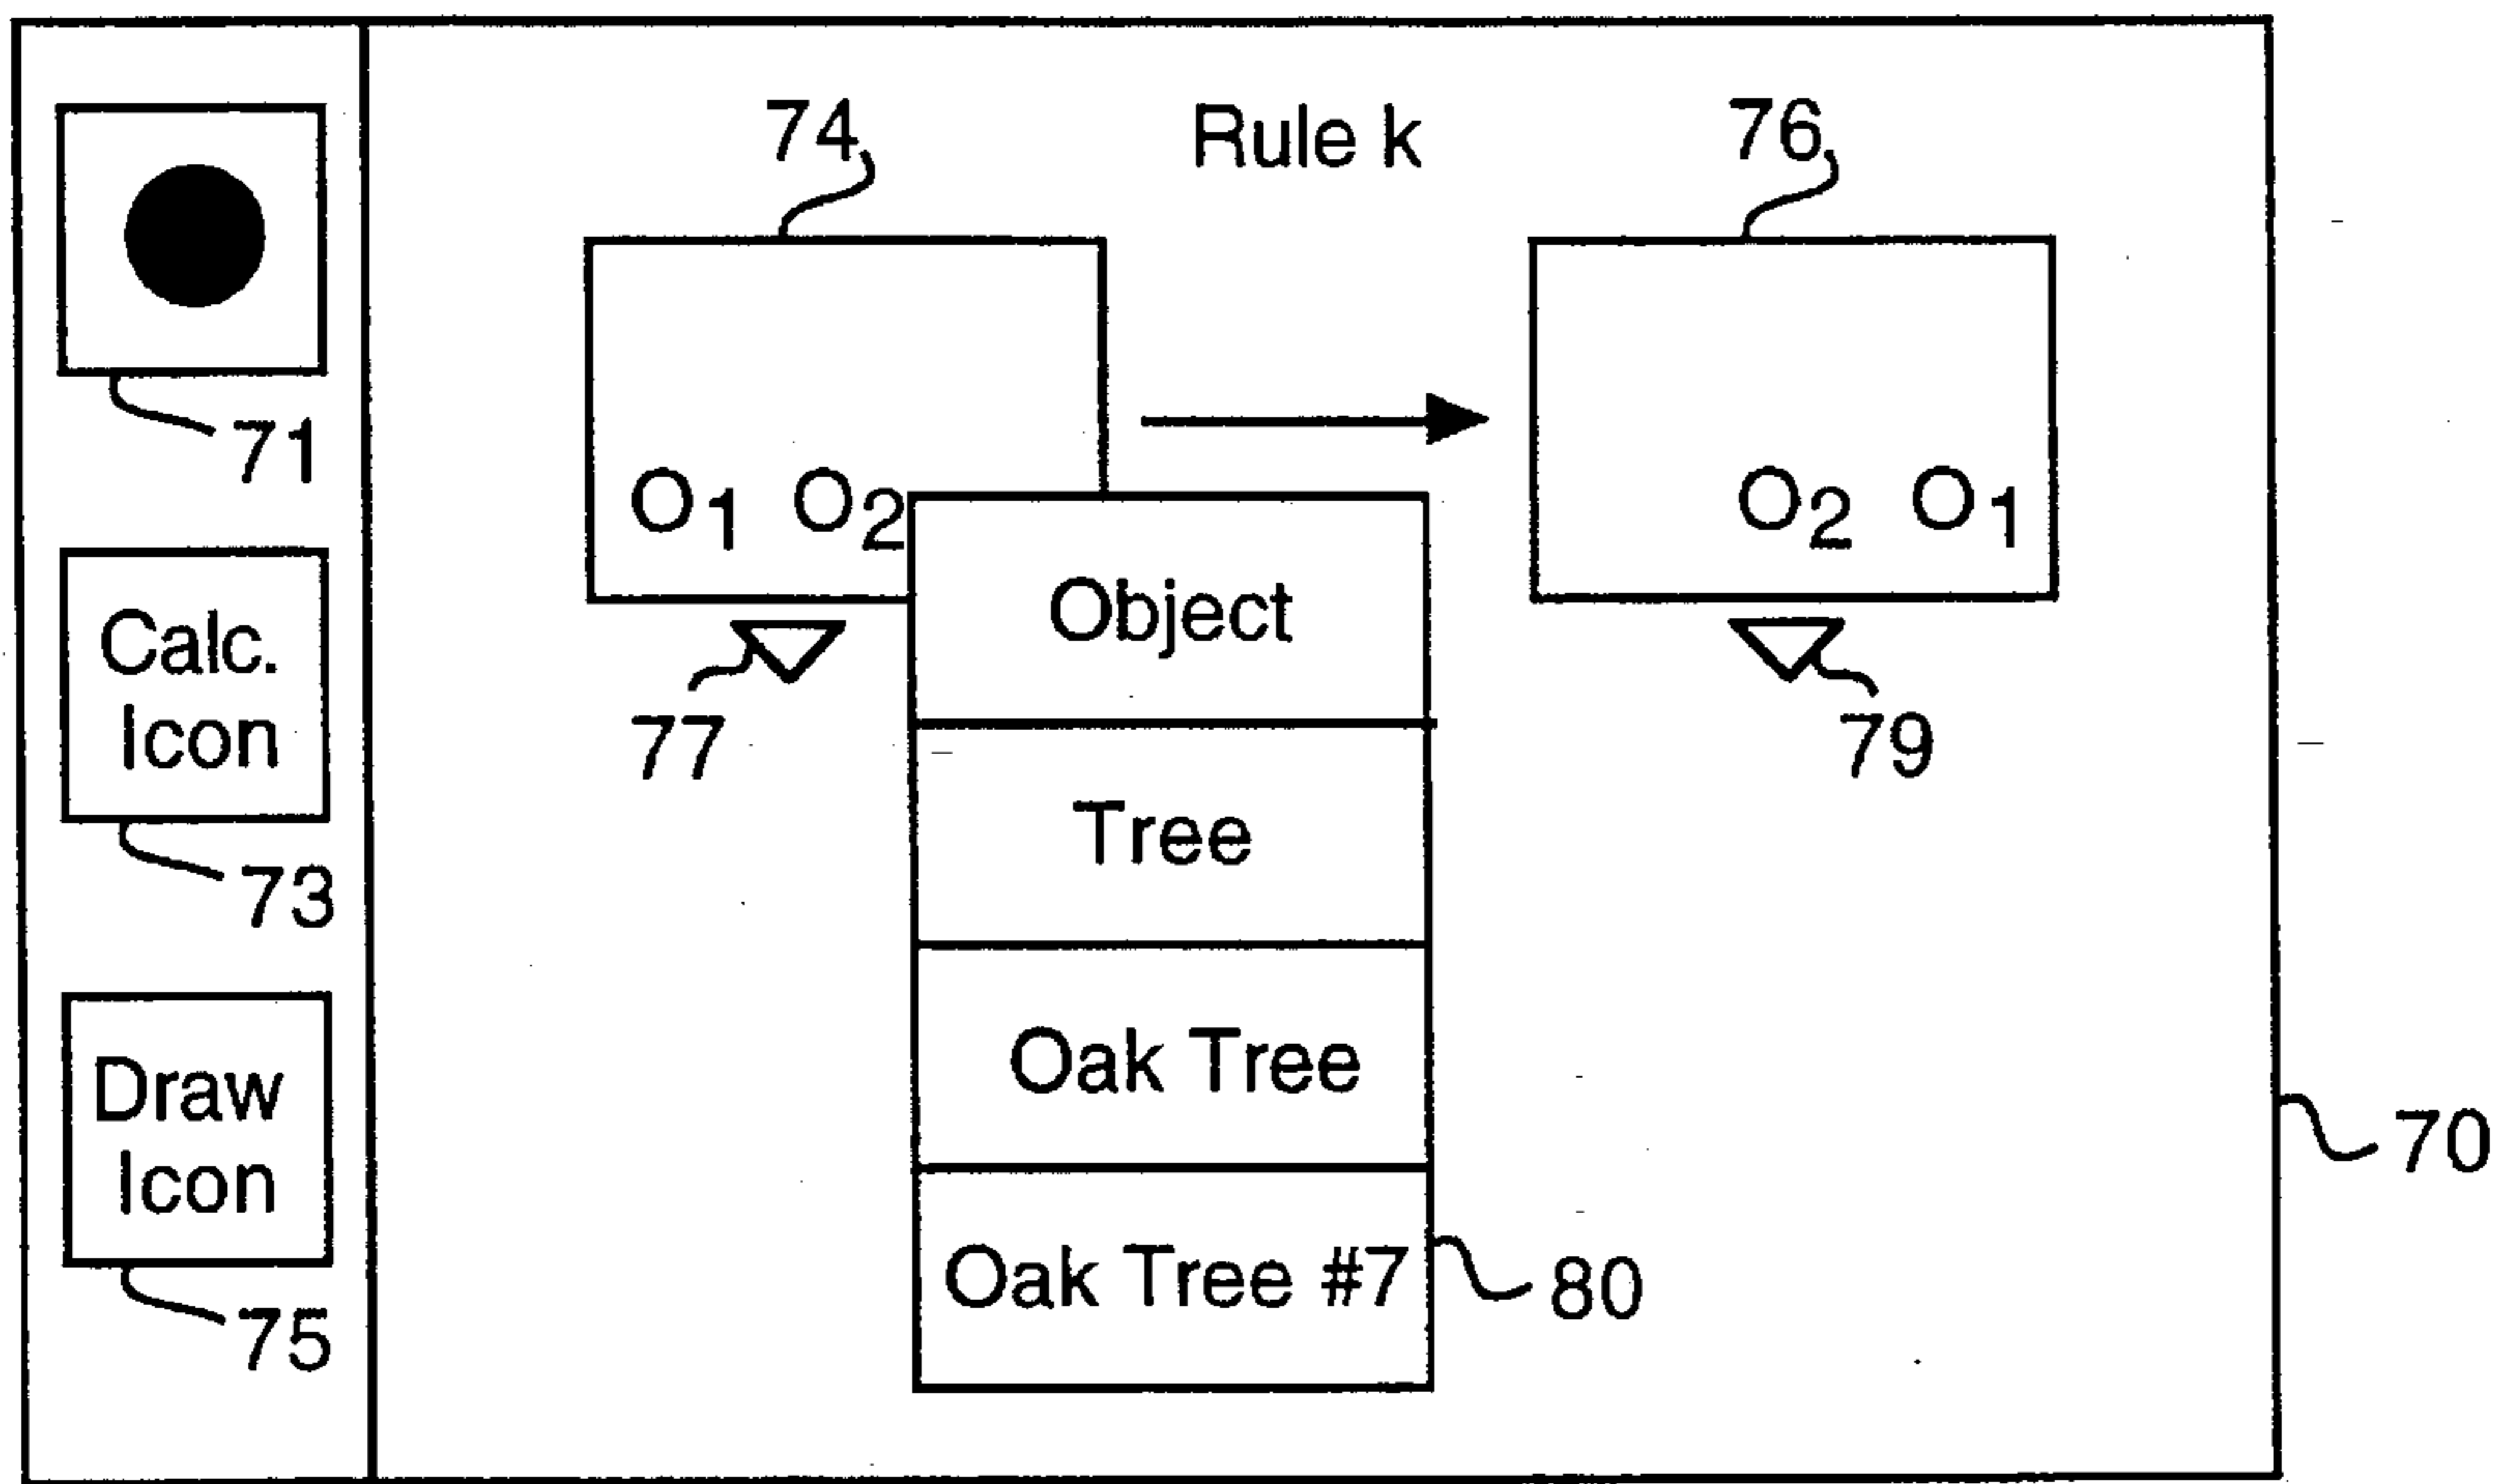 74 Rule k 76
71
O1 O2 O2 O1
Object
Calc.
Icon
77 79
Tree
73
Oak Tree
Draw
Icon
70
Oak Tree #7 80
75